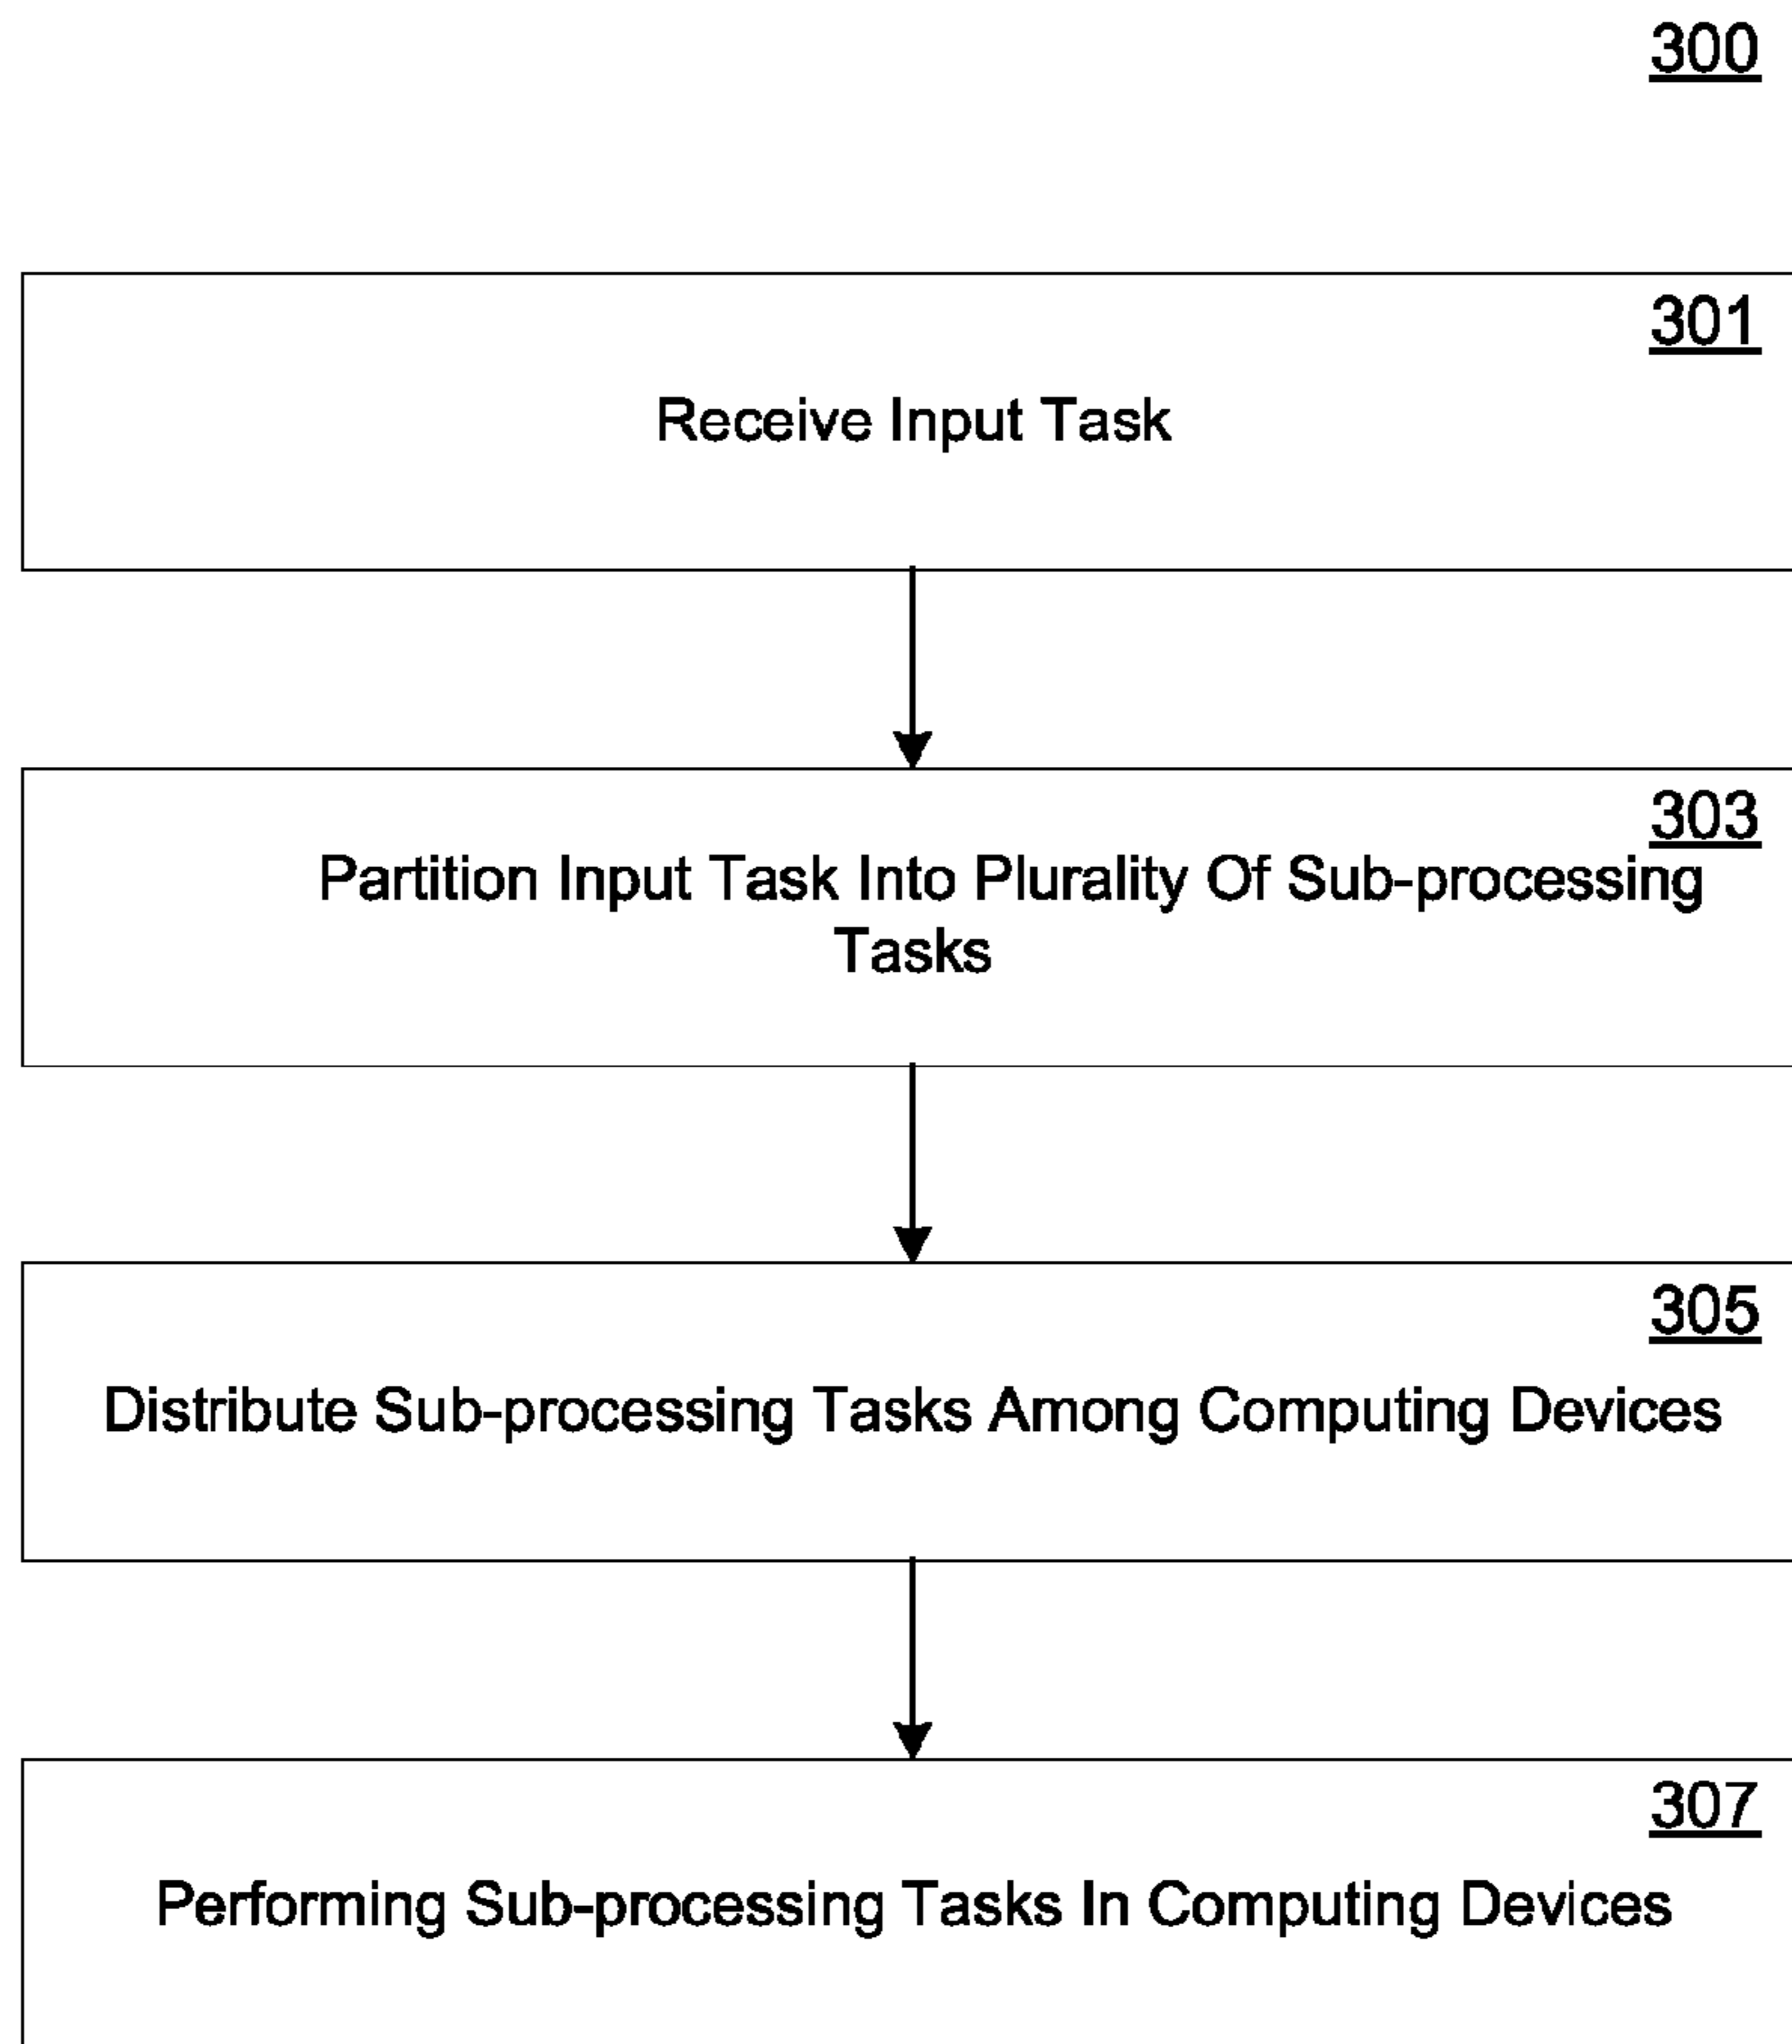 300
301
Receive Input Task
303
Partition Input Task Into Plurality Of Sub-processing
Tasks
305
Distribute Sub-processing Tasks Among Computing Devices
307
Performing Sub-processing Tasks In Computing Devices